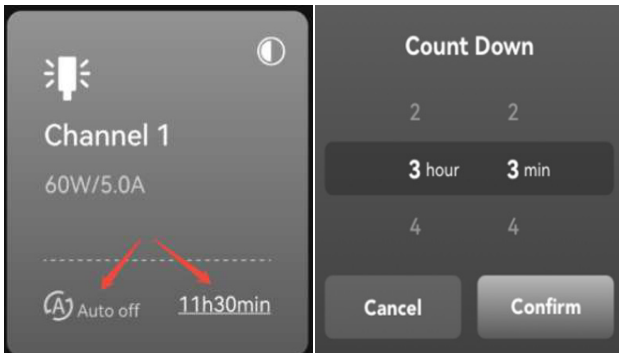 Channel 1
60W/5.0A
A Auto off 11h30min
Count Down
2 2
3 hour 3 min
4 4
Cancel Confirm